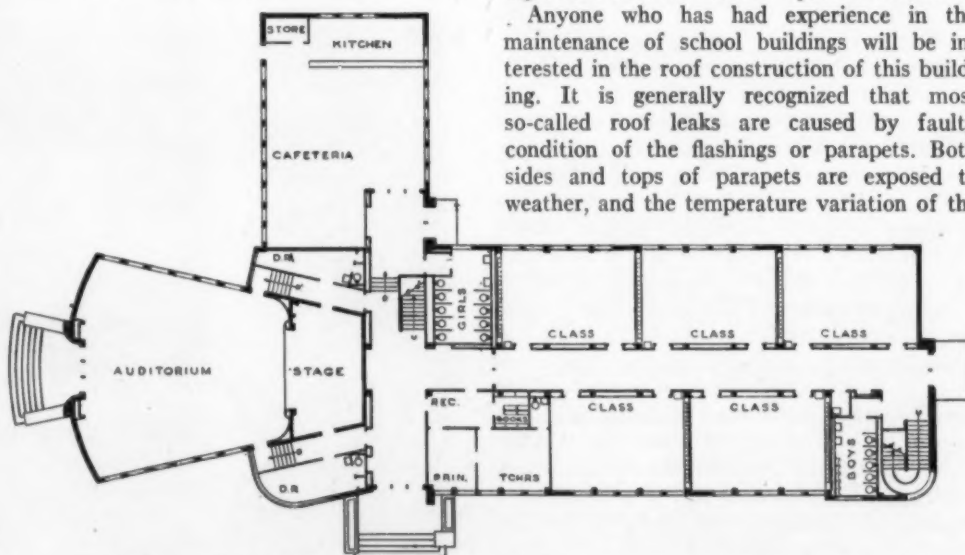 Anyone who has had experience in th
maintenance of school buildings will be in
terested in the roof construction of this build
ing. It is generally recognized that mos
so-called roof leaks are caused by fault
condition of the flashings or parapets. Bot
sides and tops of parapets are exposed t
weather, and the temperature variation of th
STORE
KITCHEN
CAFETERIA
D.R.
GIRLS
CLASS
CLASS
CLASS
AUDITORIUM
STAGE
REC.
BOOKS
CLASS
CLASS
BOYS
PRIN.
TCHRS
D.R.